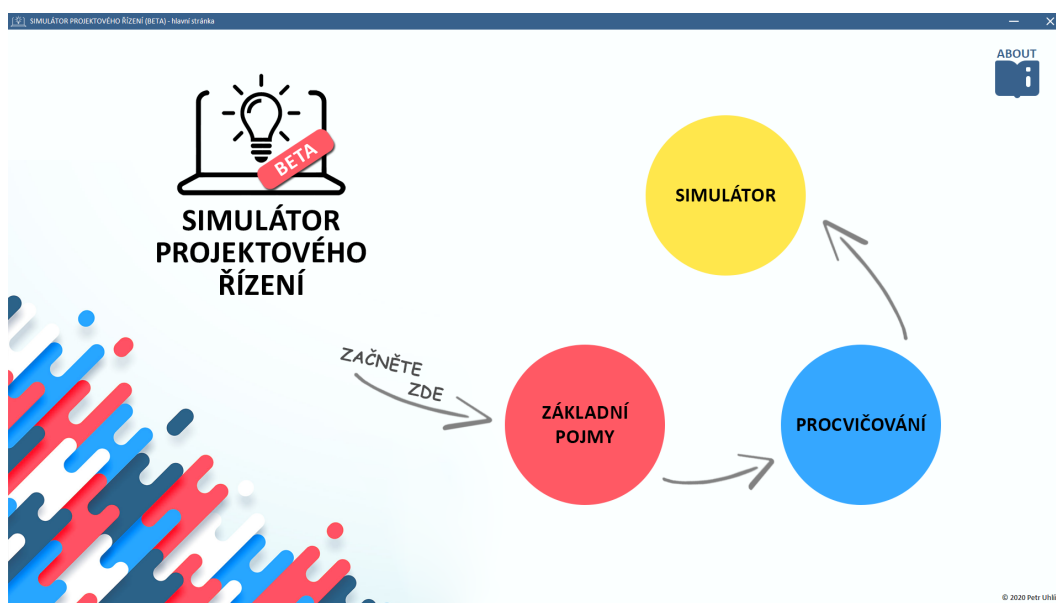 SIMULÁTOR PROJEKTOVÉHO ŘÍZENÍ (BETA) - hlavní stránka
ABOUT
BETA
SIMULÁTOR
PROJEKTOVÉHO
ŘÍZENÍ
SIMULÁTOR
ZAČNĚTE
ZDE
ZÁKLADNÍ
POJMY
PROCVIČOVÁNÍ
© 2020 Petr Uhlí